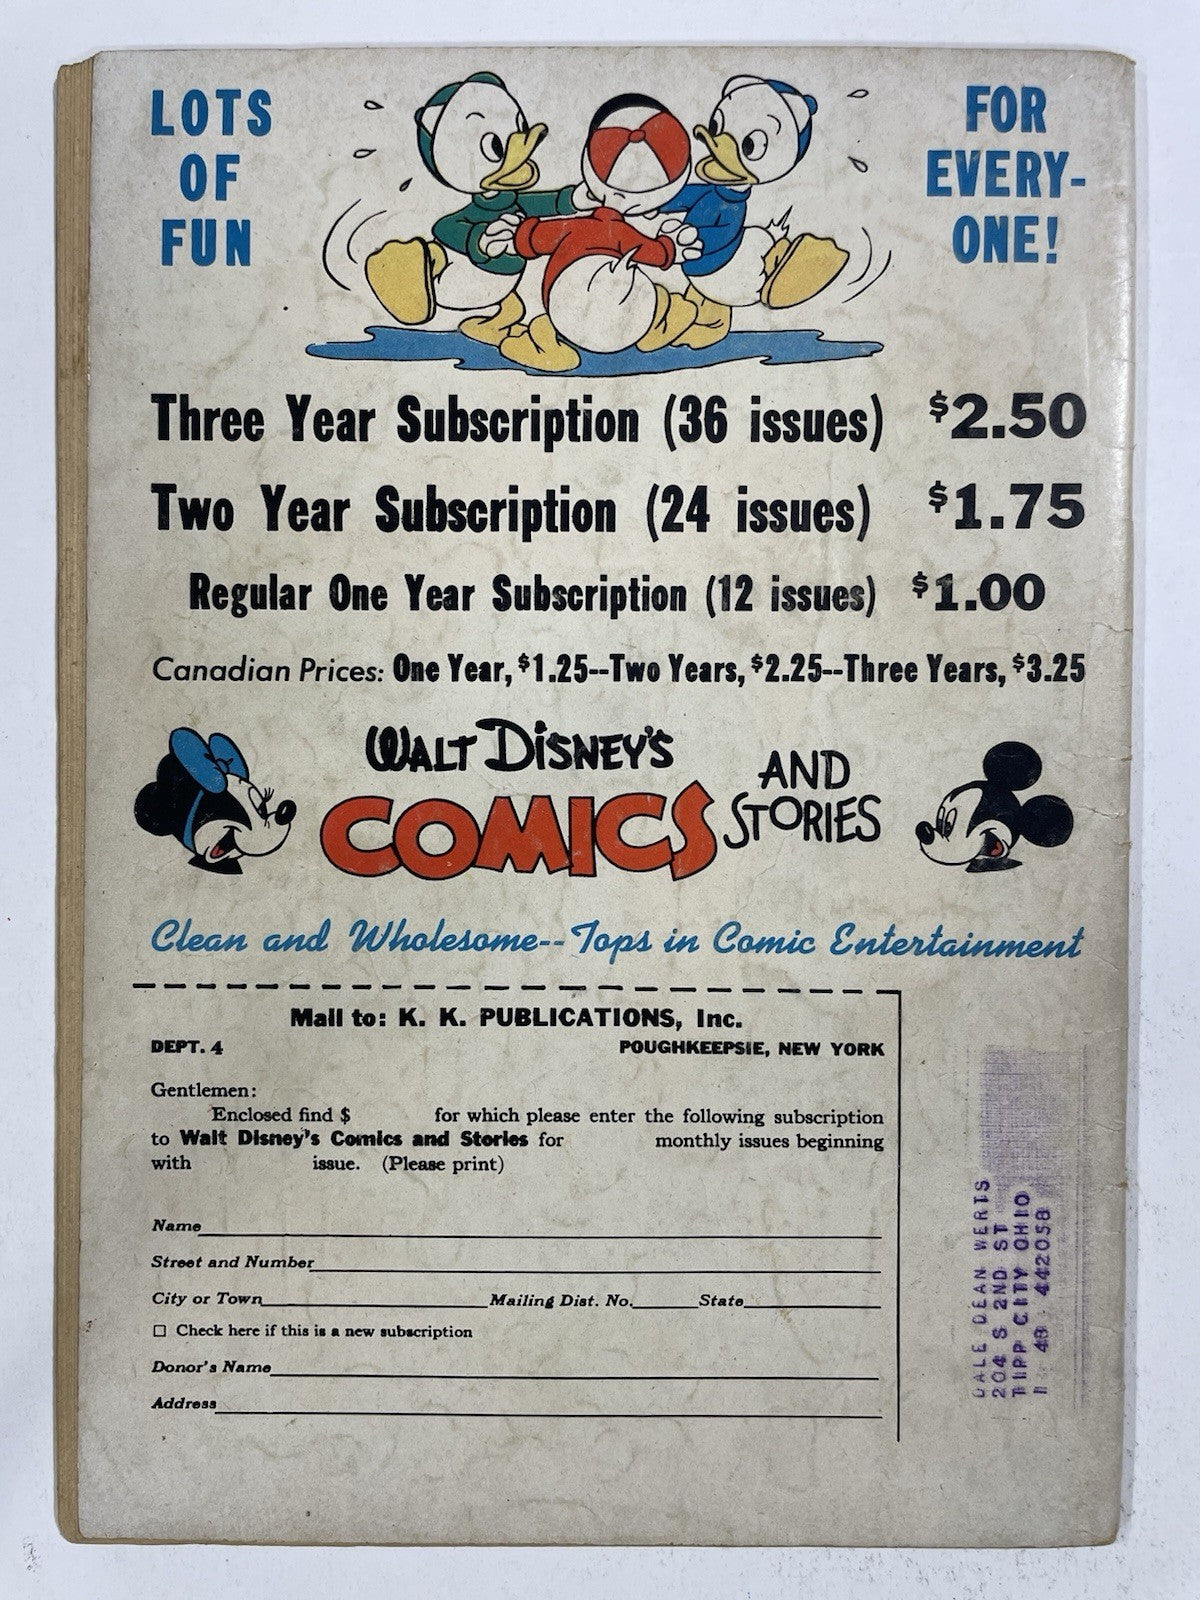 LOTS
OF
FUN
FOR
EVERY-
ONE!
Three Year Subscription (36 issues) $2.50
Two Year Subscription (24 issues) $1.75
Regular One Year Subscription (12 issues) $1.00
Canadian Prices: One Year, $1.25--Two Years, $2.25--Three Years, $3.25
WALT DISNEY'S
COMICS
AND
STORIES
Clean and Wholesome--Tops in Comic Entertainment
Mail to: K. K. PUBLICATIONS, Inc.
DEPT. 4 POUGHKEEPSIE, NEW YORK
Gentlemen:
Enclosed find $ for which please enter the following subscription
to Walt Disney's Comics and Stories for monthly issues beginning
with issue. (Please print)
Name
Street and Number
City or Town Mailing Dist. No. State
Check here if this is a new subscription
Donor's Name
Address
DALE DEAN WERTS
204 S 2ND ST
TIPP CITY OHIO
48 442058